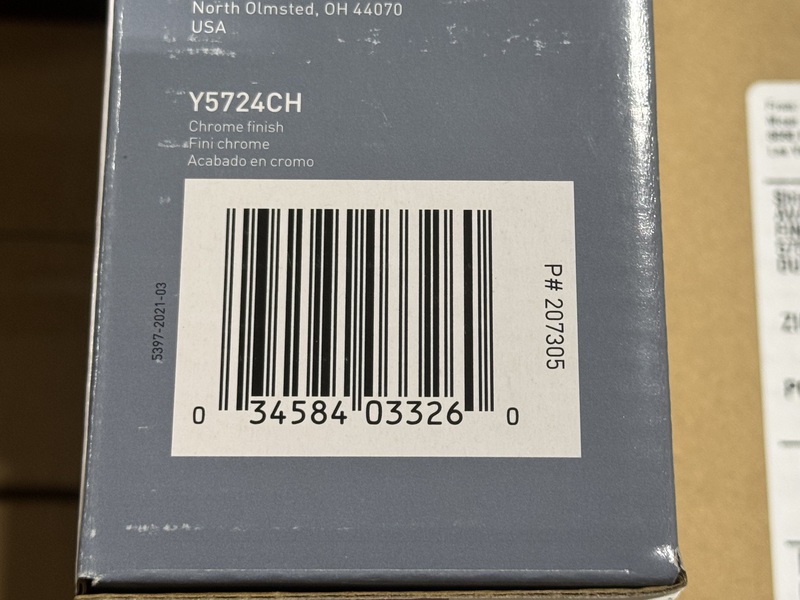 North Olmsted, OH 44070
USA
Y5724CH
Chrome finish
Fini chrome
Acabado en cromo
5397-2021-03
P# 207305
0 34584 03326 0